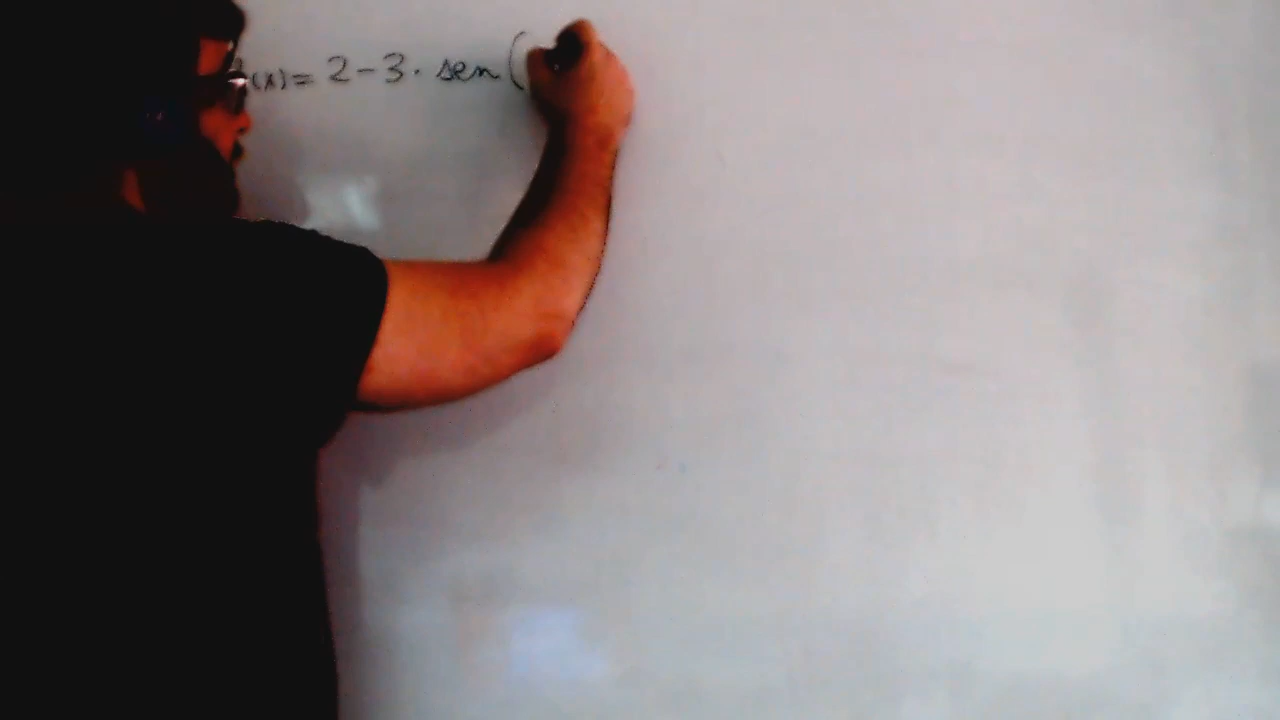 (x) = 2 - 3 · sen (